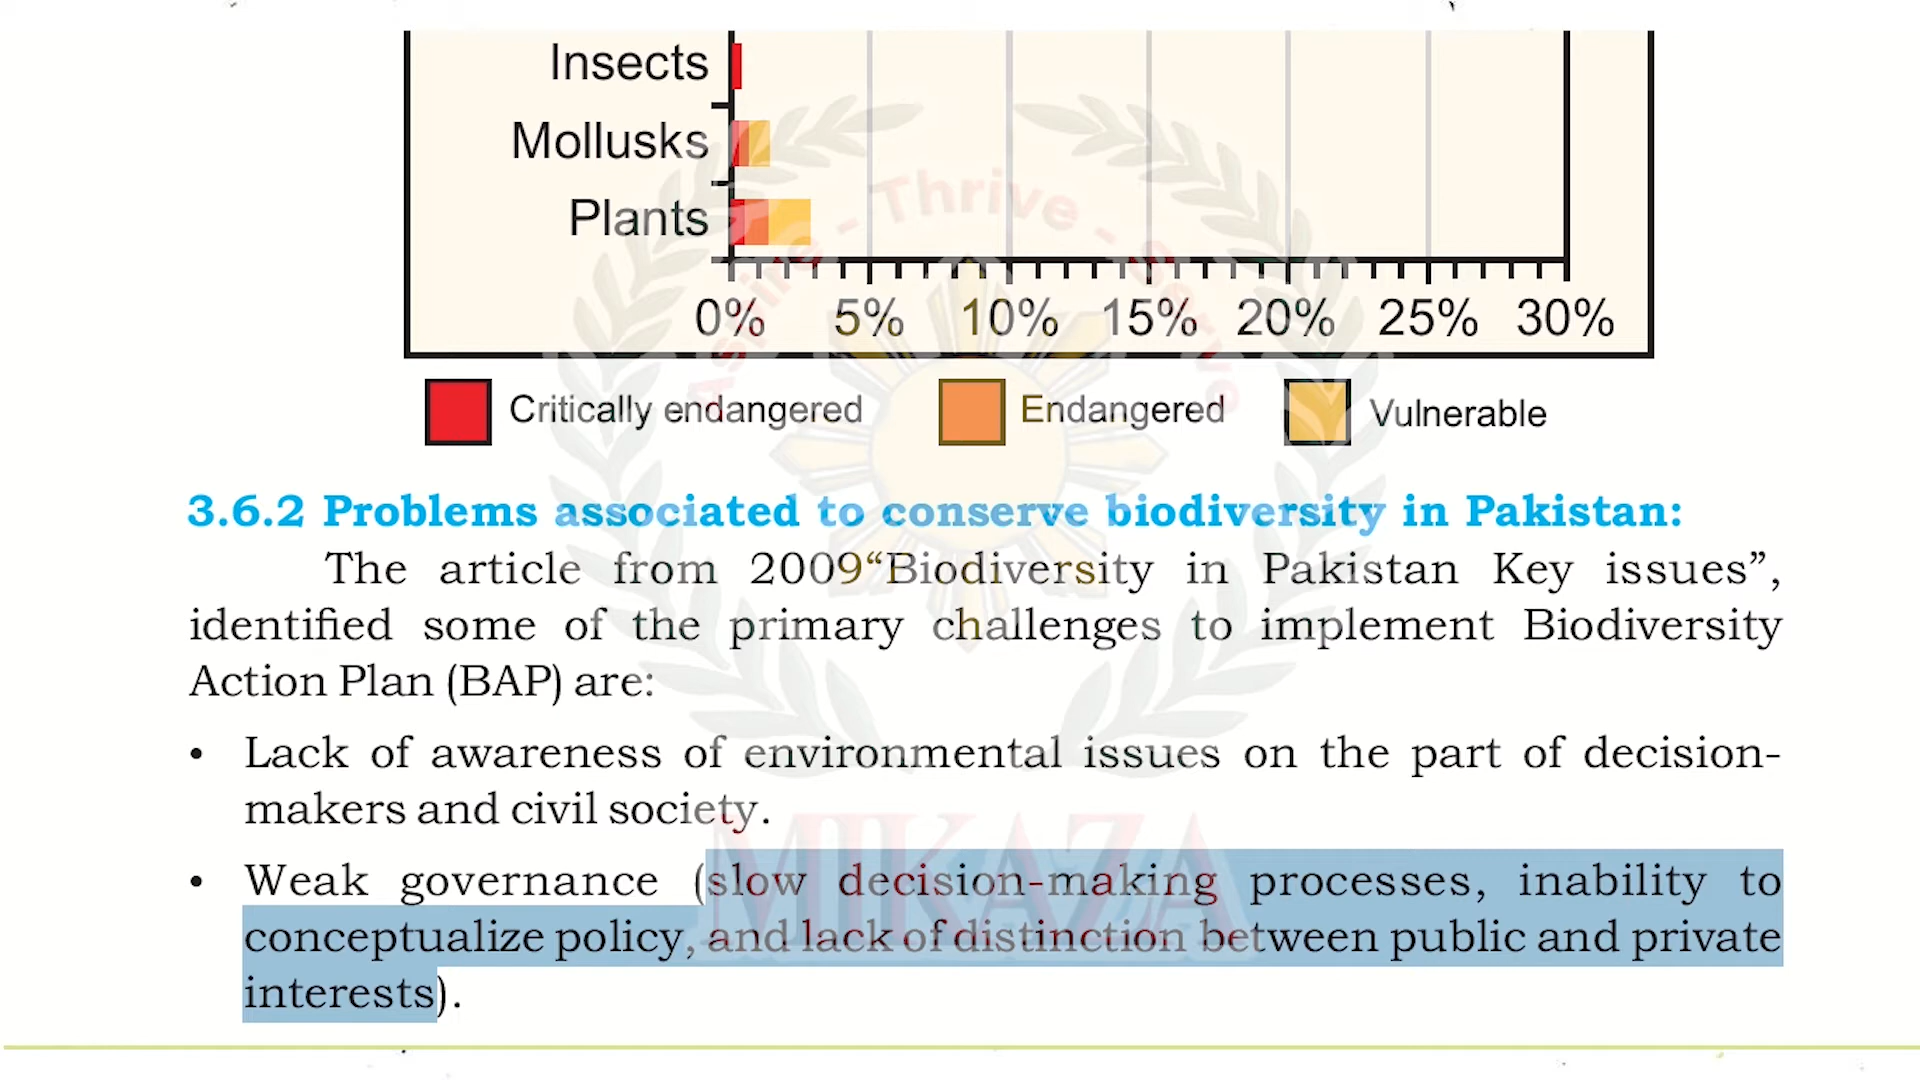 Insects
Mollusks
Plants
0% 5% 10% 15% 20% 25% 30%
Critically endangered Endangered Vulnerable
Aspire - Thrive - Serve
3.6.2 Problems associated to conserve biodiversity in Pakistan:
The article from 2009“Biodiversity in Pakistan Key issues”,
identified some of the primary challenges to implement Biodiversity
Action Plan (BAP) are:
• Lack of awareness of environmental issues on the part of decision-
makers and civil society.
MIKAZA
• Weak governance (slow decision-making processes, inability to
conceptualize policy, and lack of distinction between public and private
interests).